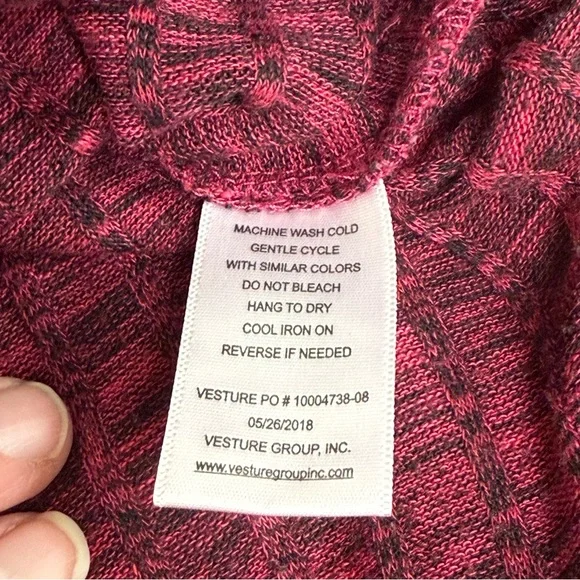 MACHINE WASH COLD
GENTLE CYCLE
WITH SIMILAR COLORS
DO NOT BLEACH
HANG TO DRY
COOL IRON ON
REVERSE IF NEEDED
VESTURE PO # 10004738-08
05/26/2018
VESTURE GROUP, INC.
www.vesturegroupinc.com